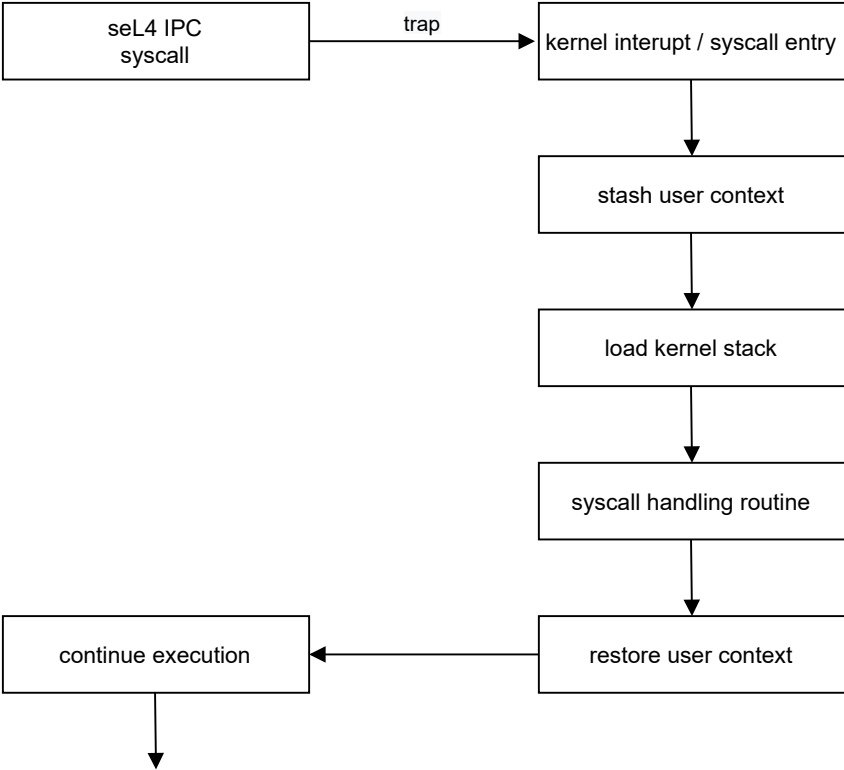 seL4 IPC
syscall
trap
kernel interupt / syscall entry
stash user context
load kernel stack
syscall handling routine
continue execution
restore user context